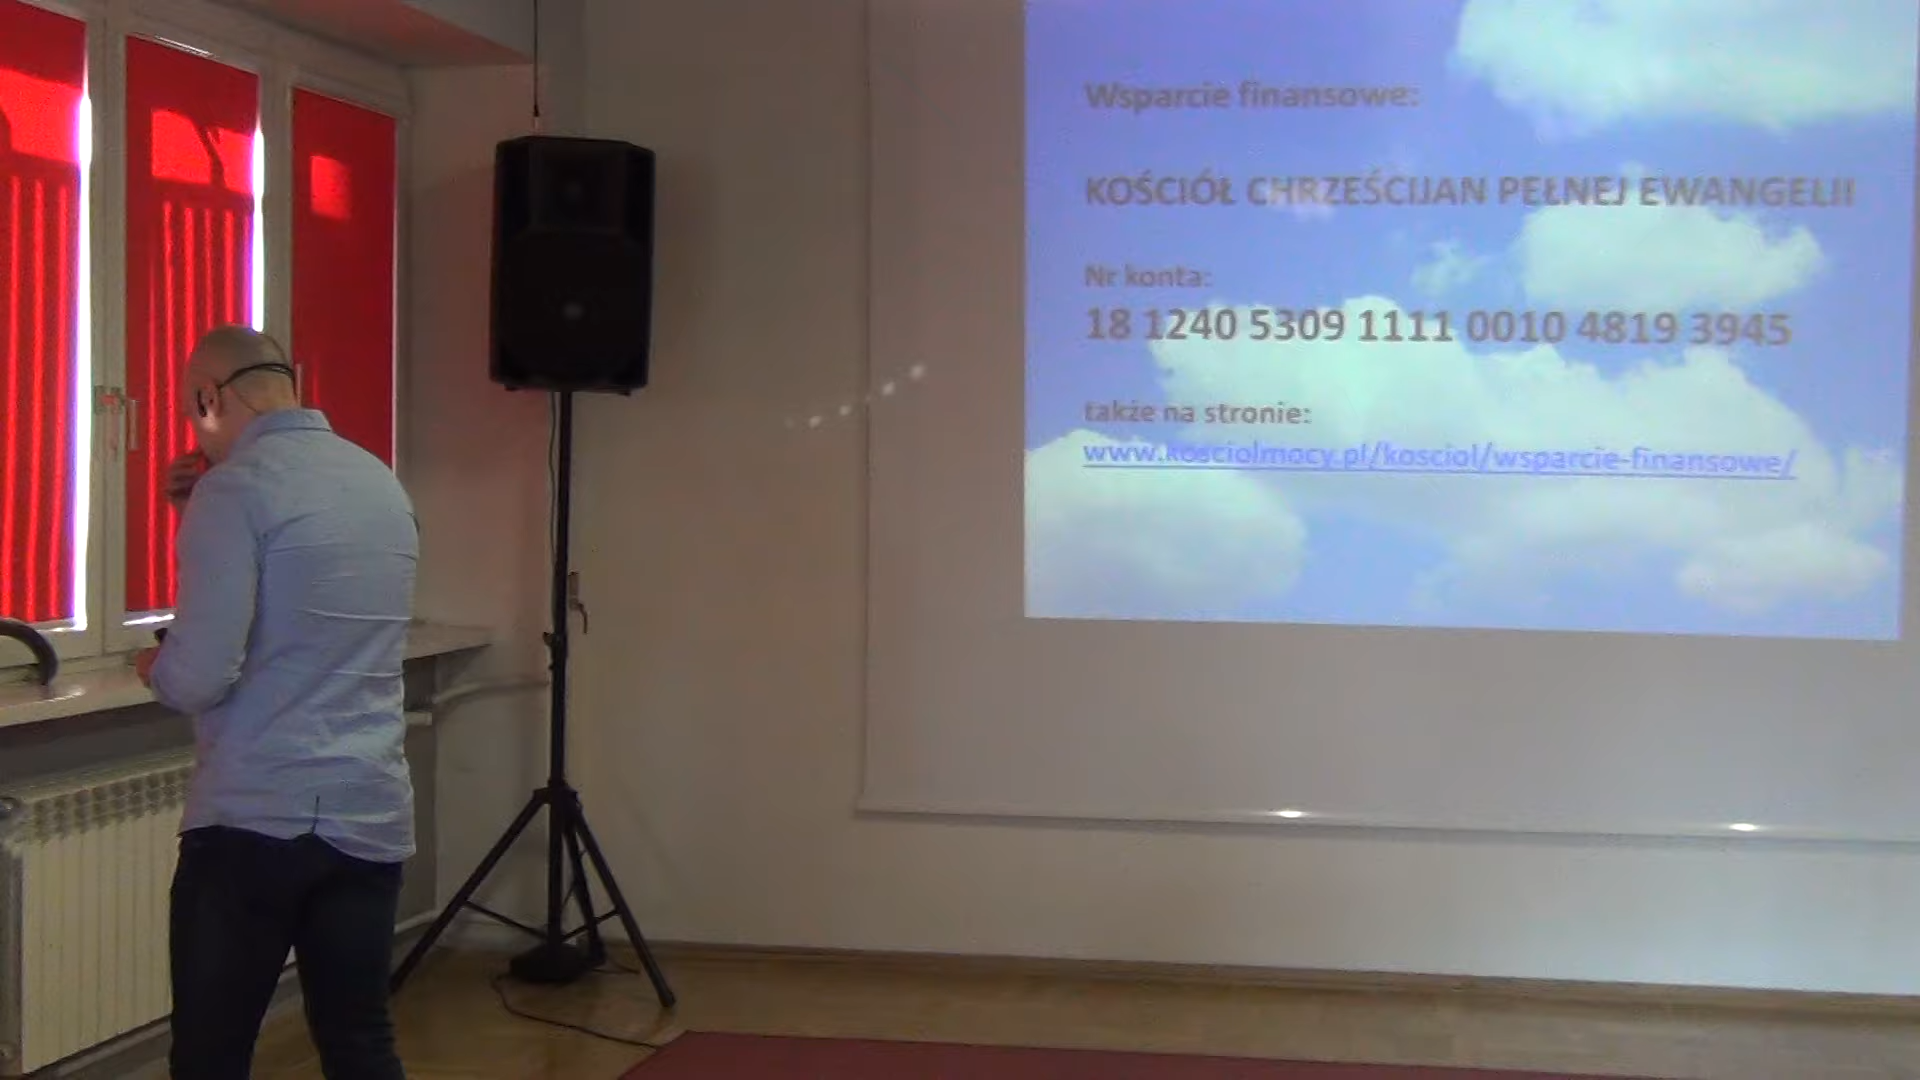 Wsparcie finansowe:
KOŚCIÓŁ CHRZEŚCIJAN PEŁNEJ EWANGELII
Nr konta:
18 1240 5309 1111 0010 4819 3945
także na stronie:
www.kosciolmocy.pl/kosciol/wsparcie-finansowe/